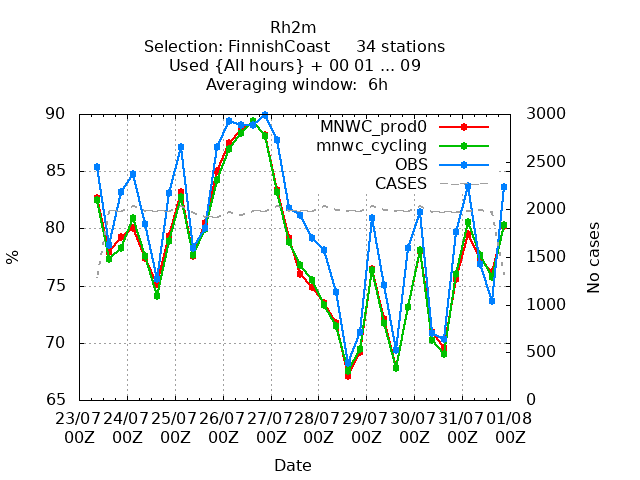 Rh2m
Selection: FinnishCoast 34 stations
Used {All hours} + 00 01 ... 09
Averaging window: 6h
MNWC_prod0
mnwc_cycling
OBS
CASES
90
85
80
75
70
65
%
3000
2500
2000
1500
1000
500
0
No cases
23/07 24/07 25/07 26/07 27/07 28/07 29/07 30/07 31/07 01/08
00Z 00Z 00Z 00Z 00Z 00Z 00Z 00Z 00Z 00Z
Date